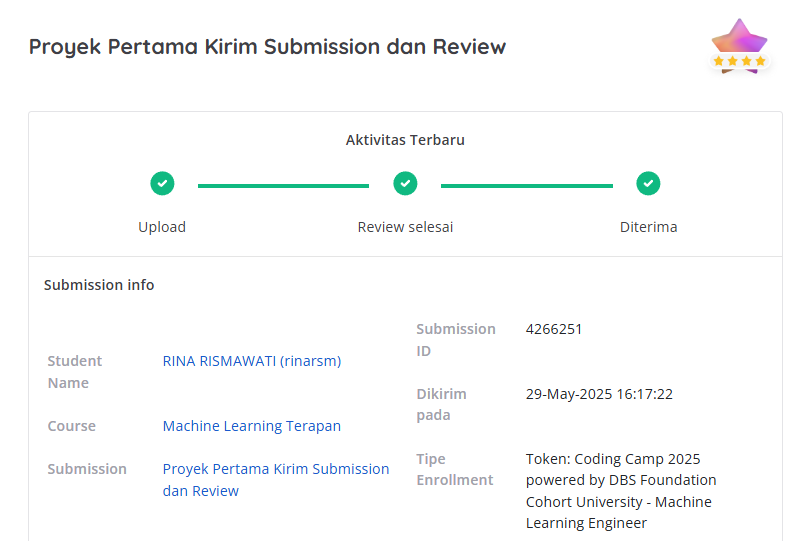 Proyek Pertama Kirim Submission dan Review
Aktivitas Terbaru
Upload
Review selesai
Diterima
Submission info
Student
Name
RINA RISMAWATI (rinarsm)
Course
Machine Learning Terapan
Submission
Proyek Pertama Kirim Submission
dan Review
Submission
ID
4266251
Dikirim
pada
29-May-2025 16:17:22
Tipe
Enrollment
Token: Coding Camp 2025
powered by DBS Foundation
Cohort University - Machine
Learning Engineer